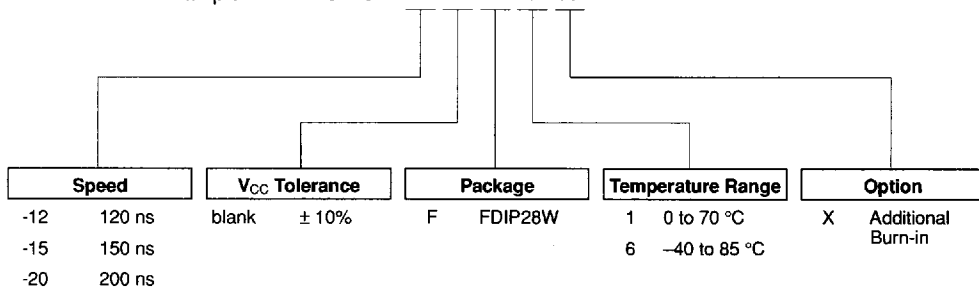 Speed
-12 120 ns
-15 150 ns
-20 200 ns
VCC Tolerance
blank ± 10%
Package
F FDIP28W
Temperature Range
1 0 to 70 °C
6 –40 to 85 °C
Option
X Additional
Burn-in